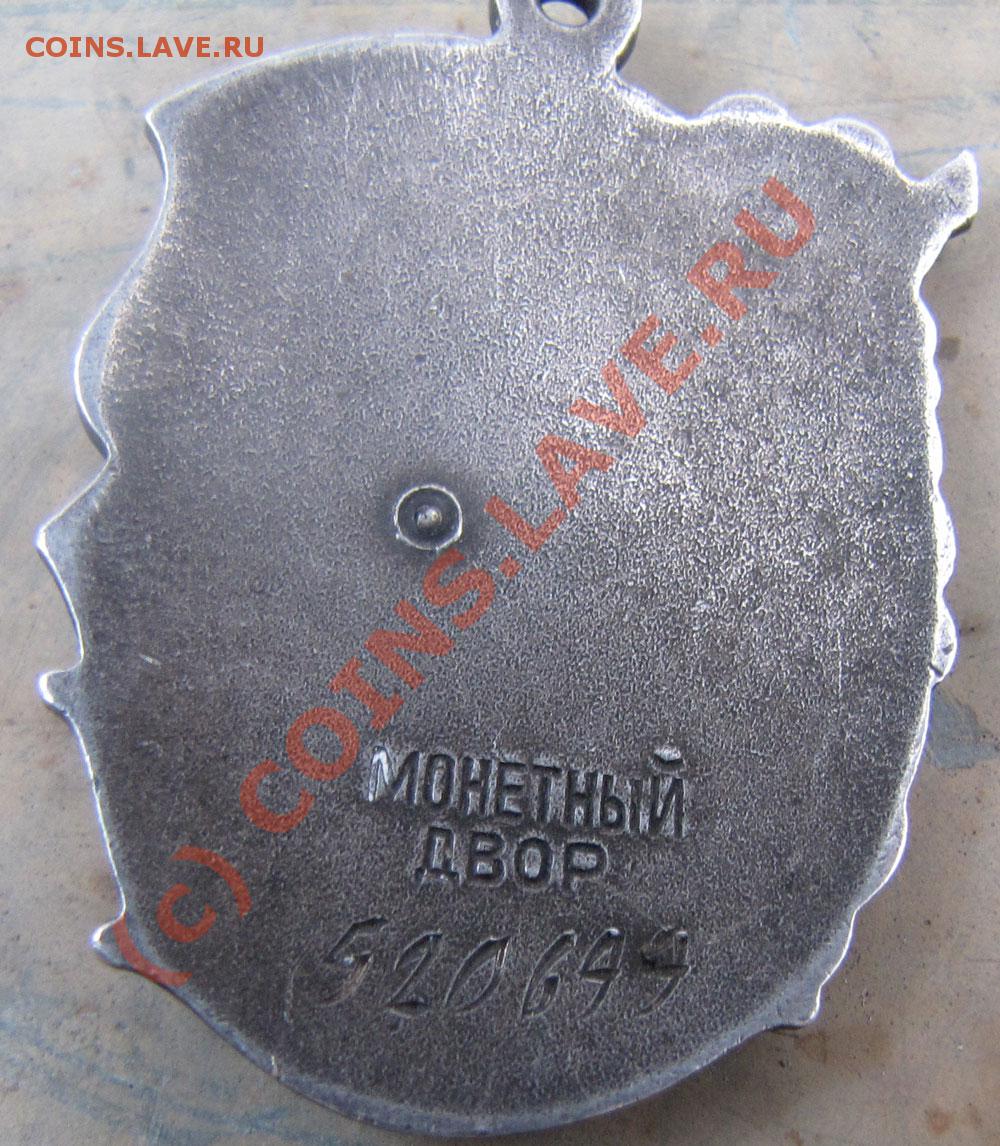 COINS.LAVE.RU
(c) COINS.LAVE.RU
МОНЕТНЫЙ
ДВОР
520699